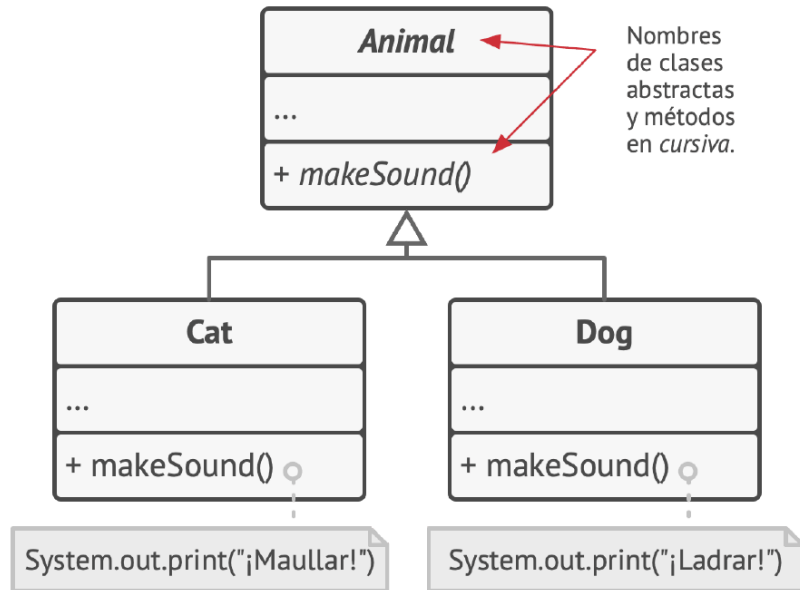 Animal
...
+ makeSound()
Nombres
de clases
abstractas
y métodos
en cursiva.
Cat
...
+ makeSound()
System.out.print("¡Maullar!")
Dog
...
+ makeSound()
System.out.print("¡Ladrar!")